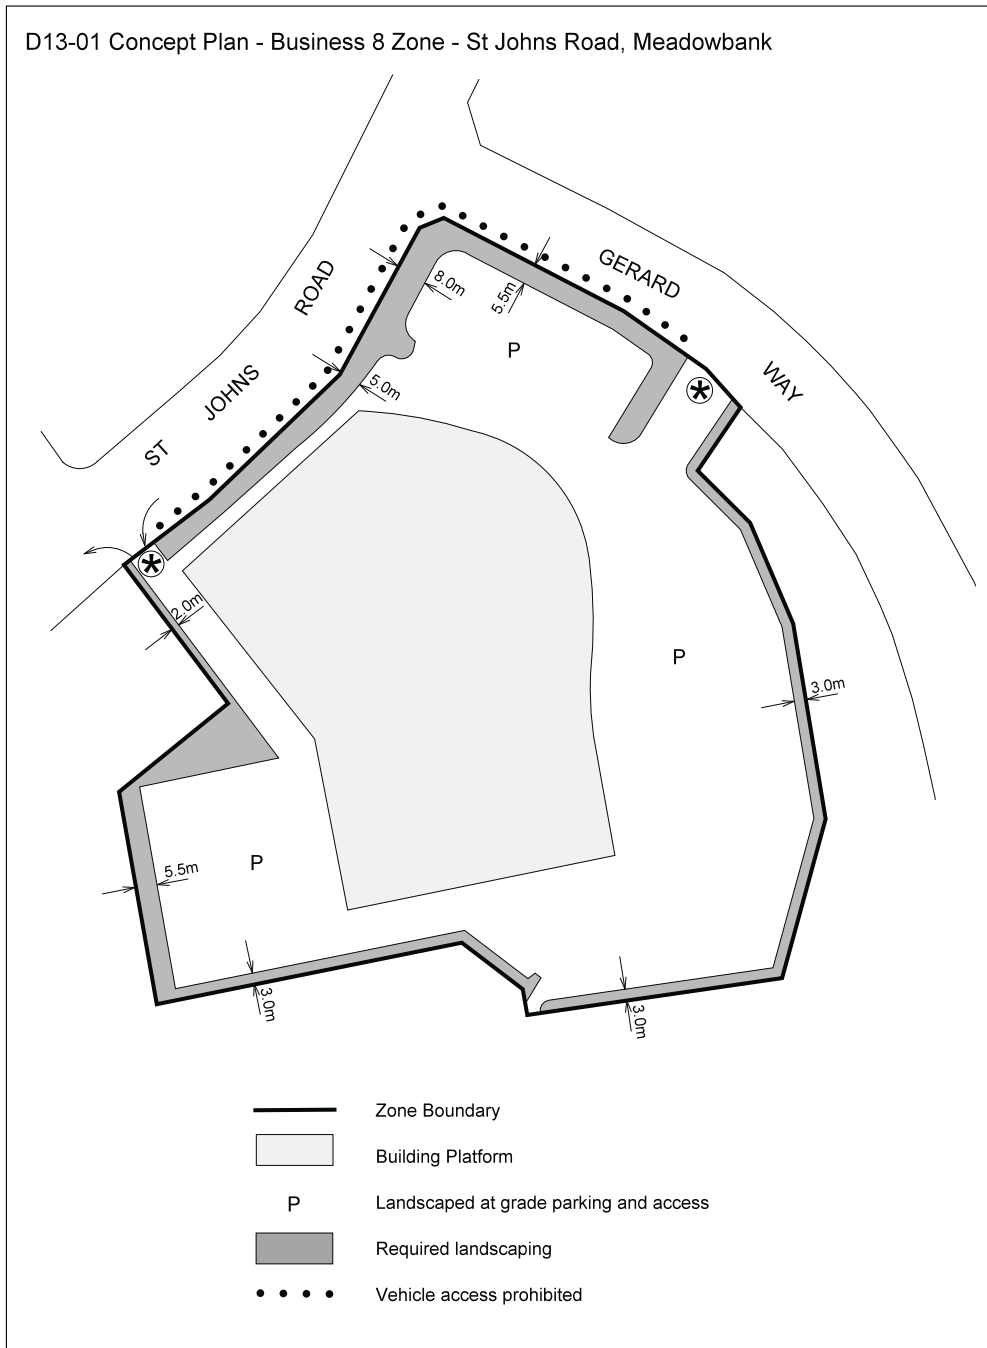 D13-01 Concept Plan - Business 8 Zone - St Johns Road, Meadowbank
GERARD
WAY
ST JOHNS ROAD
8.0m
5.5m
P
5.0m
*
*
2.0m
P
3.0m
P
5.5m
3.0m
3.0m
Zone Boundary
Building Platform
P Landscaped at grade parking and access
Required landscaping
Vehicle access prohibited